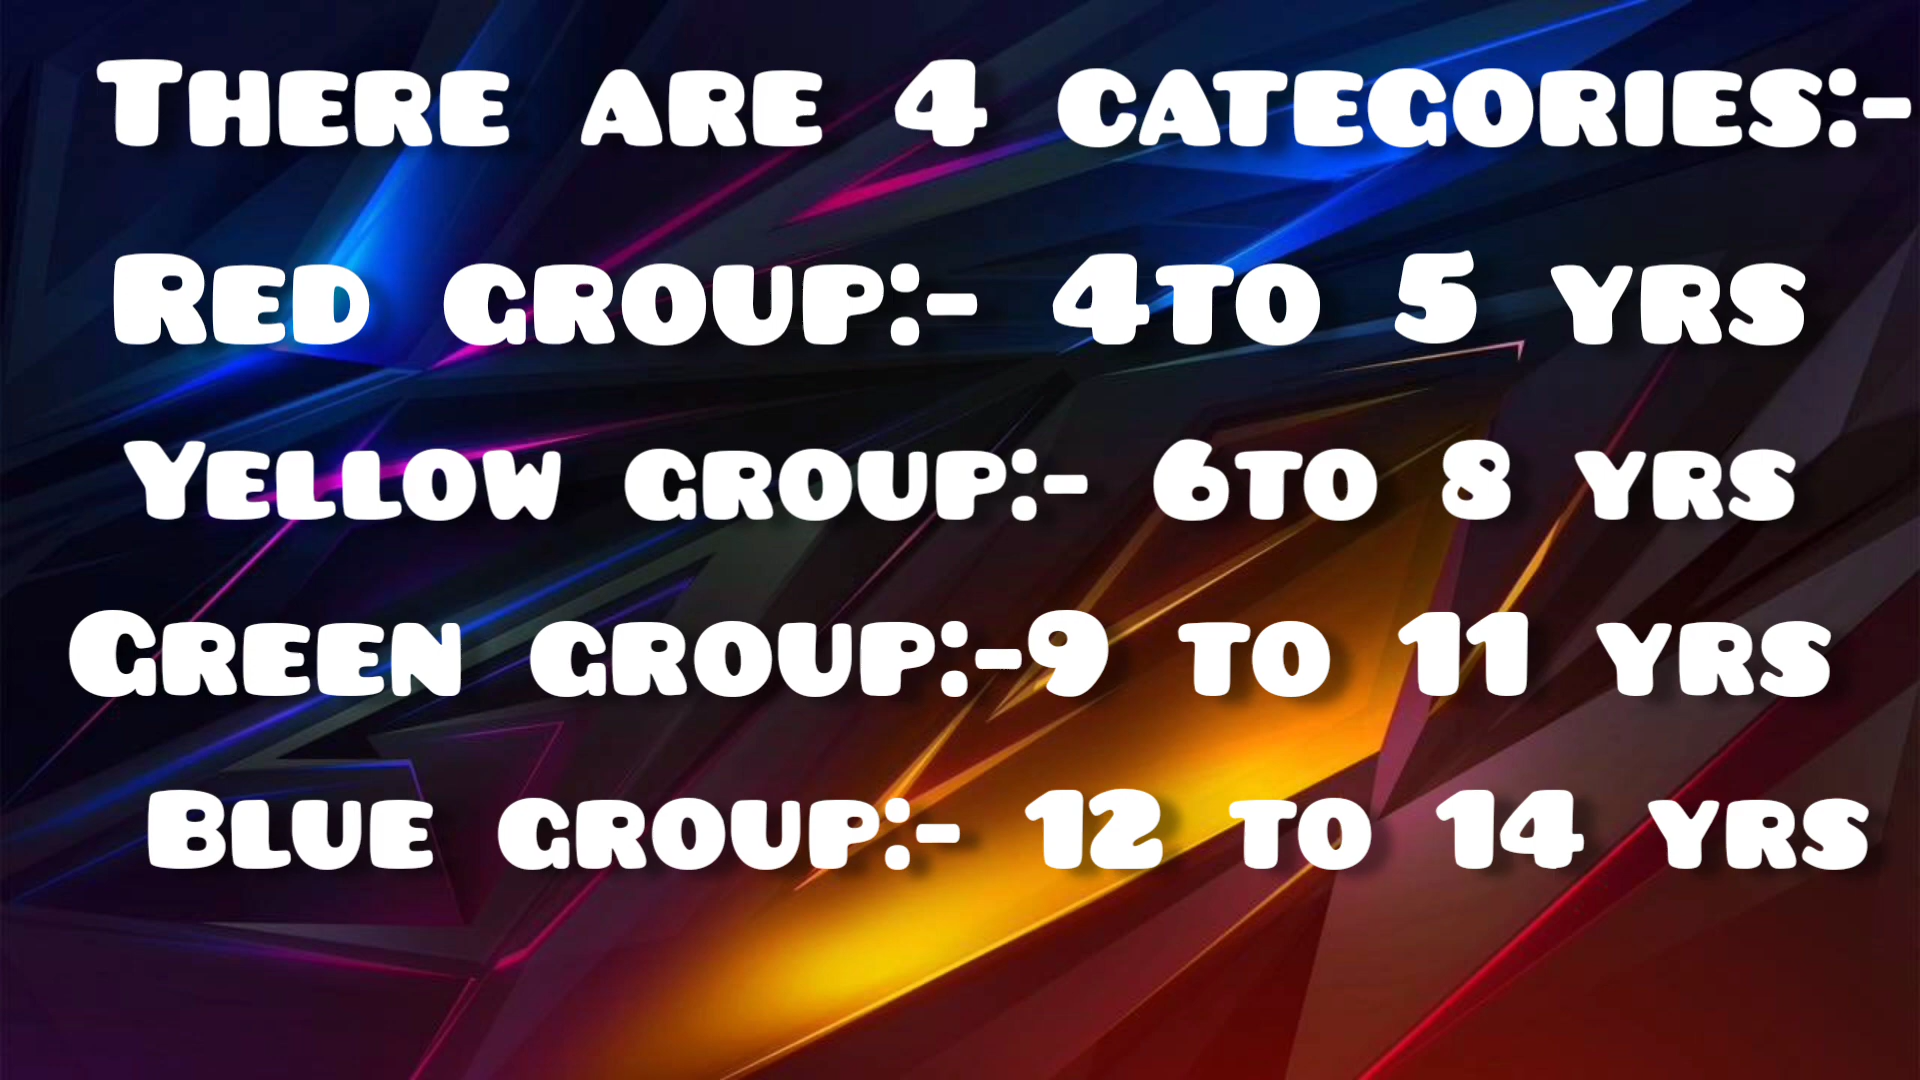 There are 4 categories:-
Red group:- 4to 5 yrs
Yellow group:- 6to 8 yrs
Green group:-9 to 11 yrs
Blue group:- 12 to 14 yrs